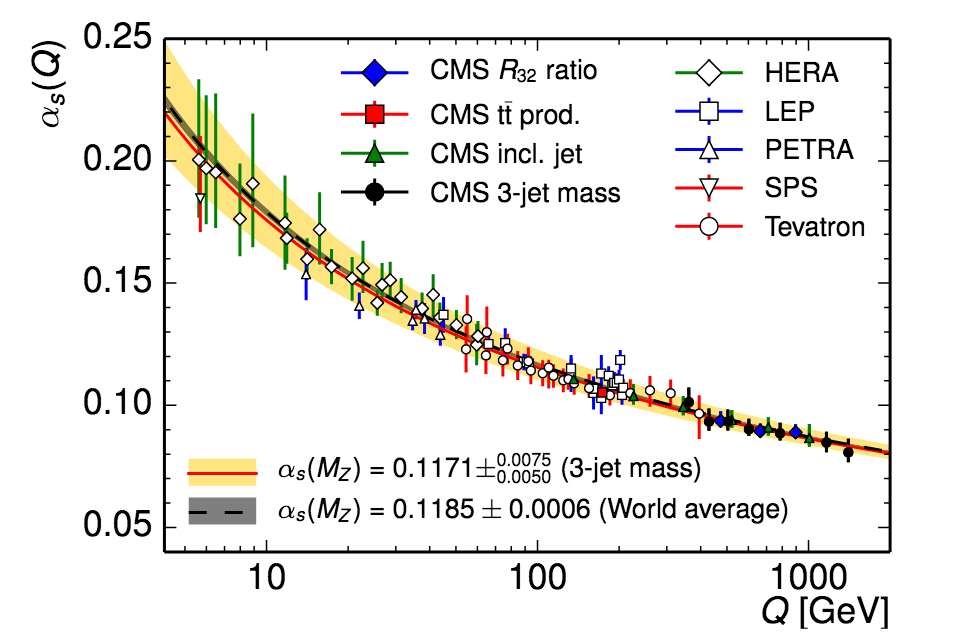 0.25
0.20
0.15
0.10
0.05
αs(Q)
CMS R32 ratio
CMS tt̄ prod.
CMS incl. jet
CMS 3-jet mass
HERA
LEP
PETRA
SPS
Tevatron
αs(MZ) = 0.1171±0.0075 0.0050 (3-jet mass)
αs(MZ) = 0.1185 ± 0.0006 (World average)
10 100 1000
Q [GeV]